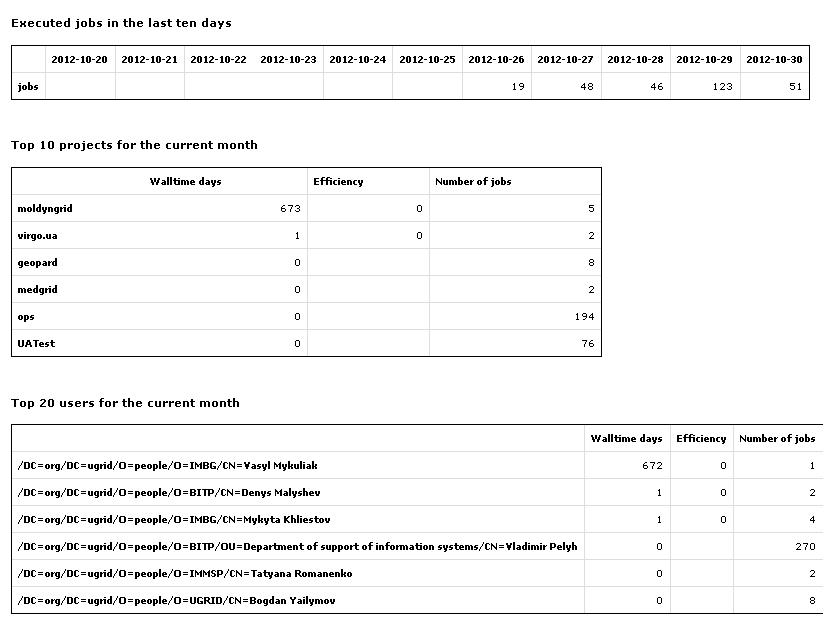 Executed jobs in the last ten days
2012-10-20 2012-10-21 2012-10-22 2012-10-23 2012-10-24 2012-10-25 2012-10-26 2012-10-27 2012-10-28 2012-10-29 2012-10-30
jobs 19 48 46 123 51
Top 10 projects for the current month
Walltime days Efficiency Number of jobs
moldyngrid 673 0 5
virgo.ua 1 0 2
geopard 0 8
medgrid 0 2
ops 0 194
UATest 0 76
Top 20 users for the current month
Walltime days Efficiency Number of jobs
/DC=org/DC=ugrid/O=people/O=IMBG/CN=Vasyl Mykuliak 672 0 1
/DC=org/DC=ugrid/O=people/O=BITP/CN=Denys Malyshev 1 0 2
/DC=org/DC=ugrid/O=people/O=IMBG/CN=Mykyta Khliestov 1 0 4
/DC=org/DC=ugrid/O=people/O=BITP/OU=Department of support of information systems/CN=Vladimir Pelyh 0 270
/DC=org/DC=ugrid/O=people/O=IMMSP/CN=Tatyana Romanenko 0 2
/DC=org/DC=ugrid/O=people/O=UGRID/CN=Bogdan Yailymov 0 8